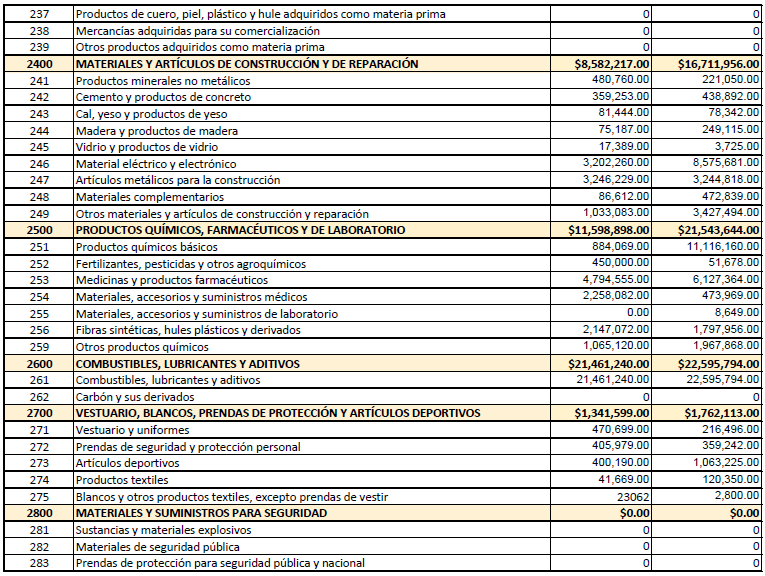 237 Productos de cuero, piel, plástico y hule adquiridos como materia prima 0 0
238 Mercancías adquiridas para su comercialización 0 0
239 Otros productos adquiridos como materia prima 0 0
2400 MATERIALES Y ARTÍCULOS DE CONSTRUCCIÓN Y DE REPARACIÓN $8,582,217.00 $16,711,956.00
241 Productos minerales no metálicos 480,760.00 221,050.00
242 Cemento y productos de concreto 359,253.00 438,892.00
243 Cal, yeso y productos de yeso 81,444.00 78,342.00
244 Madera y productos de madera 75,187.00 249,115.00
245 Vidrio y productos de vidrio 17,389.00 3,725.00
246 Material eléctrico y electrónico 3,202,260.00 8,575,681.00
247 Artículos metálicos para la construcción 3,246,229.00 3,244,818.00
248 Materiales complementarios 86,612.00 472,839.00
249 Otros materiales y artículos de construcción y reparación 1,033,083.00 3,427,494.00
2500 PRODUCTOS QUÍMICOS, FARMACÉUTICOS Y DE LABORATORIO $11,598,898.00 $21,543,644.00
251 Productos químicos básicos 884,069.00 11,116,160.00
252 Fertilizantes, pesticidas y otros agroquímicos 450,000.00 51,678.00
253 Medicinas y productos farmacéuticos 4,794,555.00 6,127,364.00
254 Materiales, accesorios y suministros médicos 2,258,082.00 473,969.00
255 Materiales, accesorios y suministros de laboratorio 0.00 8,649.00
256 Fibras sintéticas, hules plásticos y derivados 2,147,072.00 1,797,956.00
259 Otros productos químicos 1,065,120.00 1,967,868.00
2600 COMBUSTIBLES, LUBRICANTES Y ADITIVOS $21,461,240.00 $22,595,794.00
261 Combustibles, lubricantes y aditivos 21,461,240.00 22,595,794.00
262 Carbón y sus derivados 0 0
2700 VESTUARIO, BLANCOS, PRENDAS DE PROTECCIÓN Y ARTÍCULOS DEPORTIVOS $1,341,599.00 $1,762,113.00
271 Vestuario y uniformes 470,699.00 216,496.00
272 Prendas de seguridad y protección personal 405,979.00 359,242.00
273 Artículos deportivos 400,190.00 1,063,225.00
274 Productos textiles 41,669.00 120,350.00
275 Blancos y otros productos textiles, excepto prendas de vestir 23062 2,800.00
2800 MATERIALES Y SUMINISTROS PARA SEGURIDAD $0.00 $0.00
281 Sustancias y materiales explosivos 0 0
282 Materiales de seguridad pública 0 0
283 Prendas de protección para seguridad pública y nacional 0 0